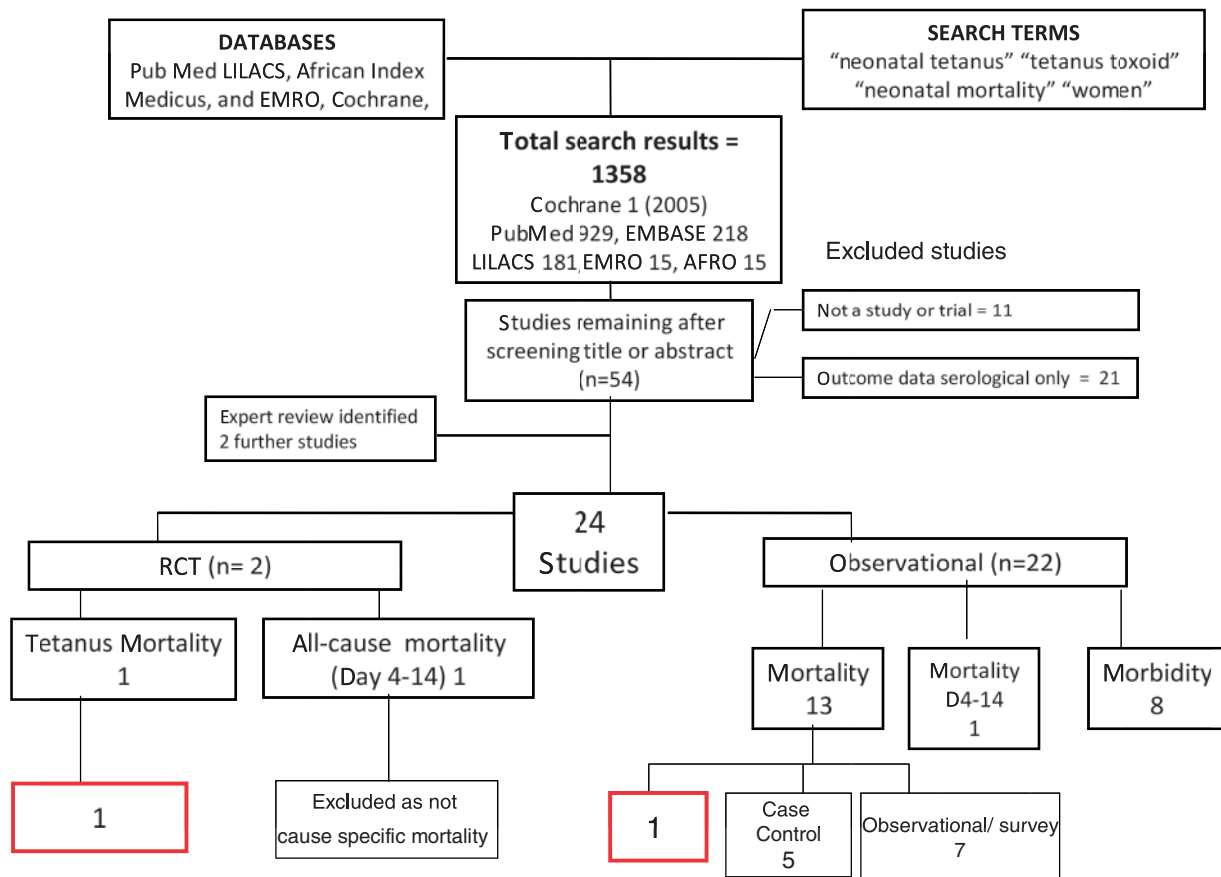 DATABASES
Pub Med LILACS, African Index
Medicus, and EMRO, Cochrane,
SEARCH TERMS
“neonatal tetanus” “tetanus toxoid”
“neonatal mortality” “women”
Total search results =
1358
Cochrane 1 (2005)
PubMed 929, EMBASE 218
LILACS 181, EMRO 15, AFRO 15
Excluded studies
Studies remaining after
screening title or abstract
(n=54)
Not a study or trial = 11
Outcome data serological only = 21
Expert review identified
2 further studies
24
Studies
RCT (n= 2)
Observational (n=22)
Tetanus Mortality
1
All-cause mortality
(Day 4-14) 1
Mortality
13
Mortality
D4-14
1
Morbidity
8
1
Excluded as not
cause specific mortality
1
Case
Control
5
Observational/ survey
7